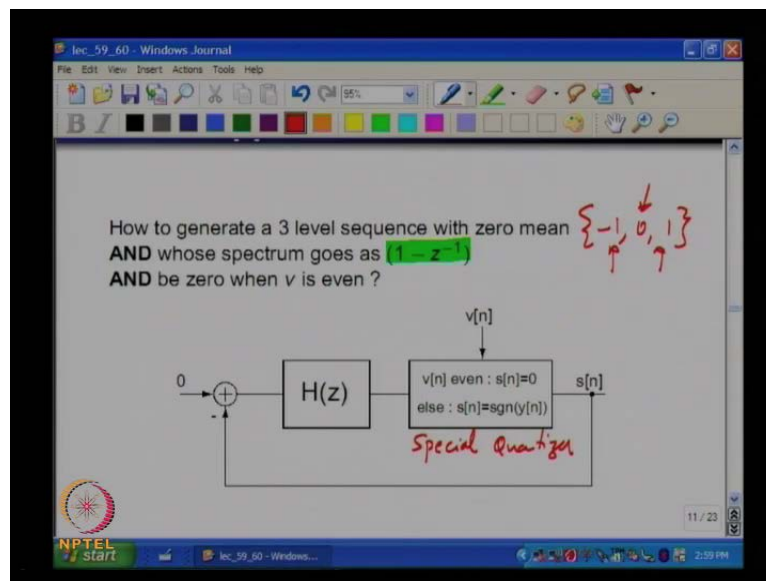 lec_59_60 - Windows Journal
File Edit View Insert Actions Tools Help
95%
B I
How to generate a 3 level sequence with zero mean {-1, 0, 1}
AND whose spectrum goes as (1 − z⁻¹)
AND be zero when v is even ?
v[n]
0
+
-
H(z)
v[n] even : s[n]=0
else : s[n]=sgn(y[n])
s[n]
Special Quantizer
11 / 23
NPTEL
start
lec_59_60 - Windows...
2:59 PM